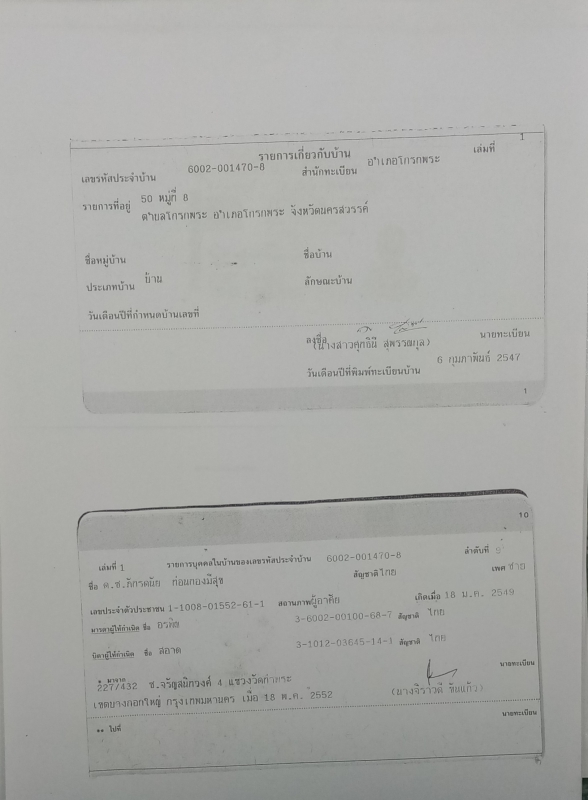 รายการเกี่ยวกับบ้าน เล่มที่ 1
เลขรหัสประจำบ้าน 6002-001470-8 สำนักทะเบียน อำเภอโกรกพระ
รายการที่อยู่ 50 หมู่ที่ 8
ตำบลโกรกพระ อำเภอโกรกพระ จังหวัดนครสวรรค์
ชื่อหมู่บ้าน ชื่อบ้าน
ประเภทบ้าน บ้าน ลักษณะบ้าน
วันเดือนปีที่กำหนดบ้านเลขที่
ลงชื่อ นายทะเบียน
(นางสาวศุภอินี สุพรรณกุล)
6 กุมภาพันธ์ 2547
วันเดือนปีที่พิมพ์ทะเบียนบ้าน
1
10
เล่มที่ 1 รายการบุคคลในบ้านของเลขรหัสประจำบ้าน 6002-001470-8 ลำดับที่
ชื่อ ด.ช.ภัทรดนัย ก่อนทองมีสุข สัญชาติ ไทย เพศ ชาย
เลขประจำตัวประชาชน 1-1008-01552-61-1 สถานภาพ ผู้อาศัย เกิดเมื่อ 18 ม.ค. 2549
มารดาผู้ให้กำเนิด ชื่อ 3-6002-00100-68-7 สัญชาติ ไทย
บิดาผู้ให้กำเนิด ชื่อ สอาด 3-1012-03645-14-1 สัญชาติ ไทย
* มาจาก นายทะเบียน
2277/432 ซ.จรัญสนิทวงศ์ 4 แขวงวัดท่าพระ
เขตบางกอกใหญ่ กรุงเทพมหานคร เมื่อ 18 พ.ค. 2552 (นางจิราวดี ทิมแก้ว)
** ไปที่ นายทะเบียน